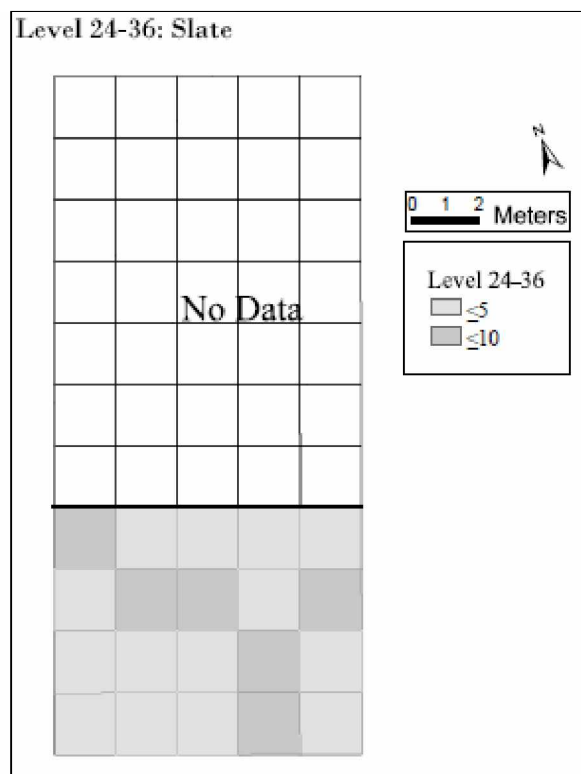 Level 24-36: Slate
N
0 1 2 Meters
Level 24-36
≤5
≤10
No Data